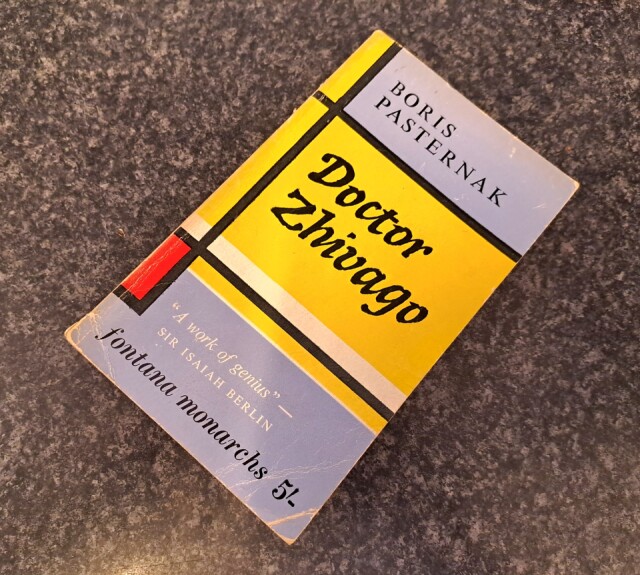 BORIS
PASTERNAK
Doctor
Zhivago
"A work of genius"—
SIR ISAIAH BERLIN
fontana monarchs 5/-